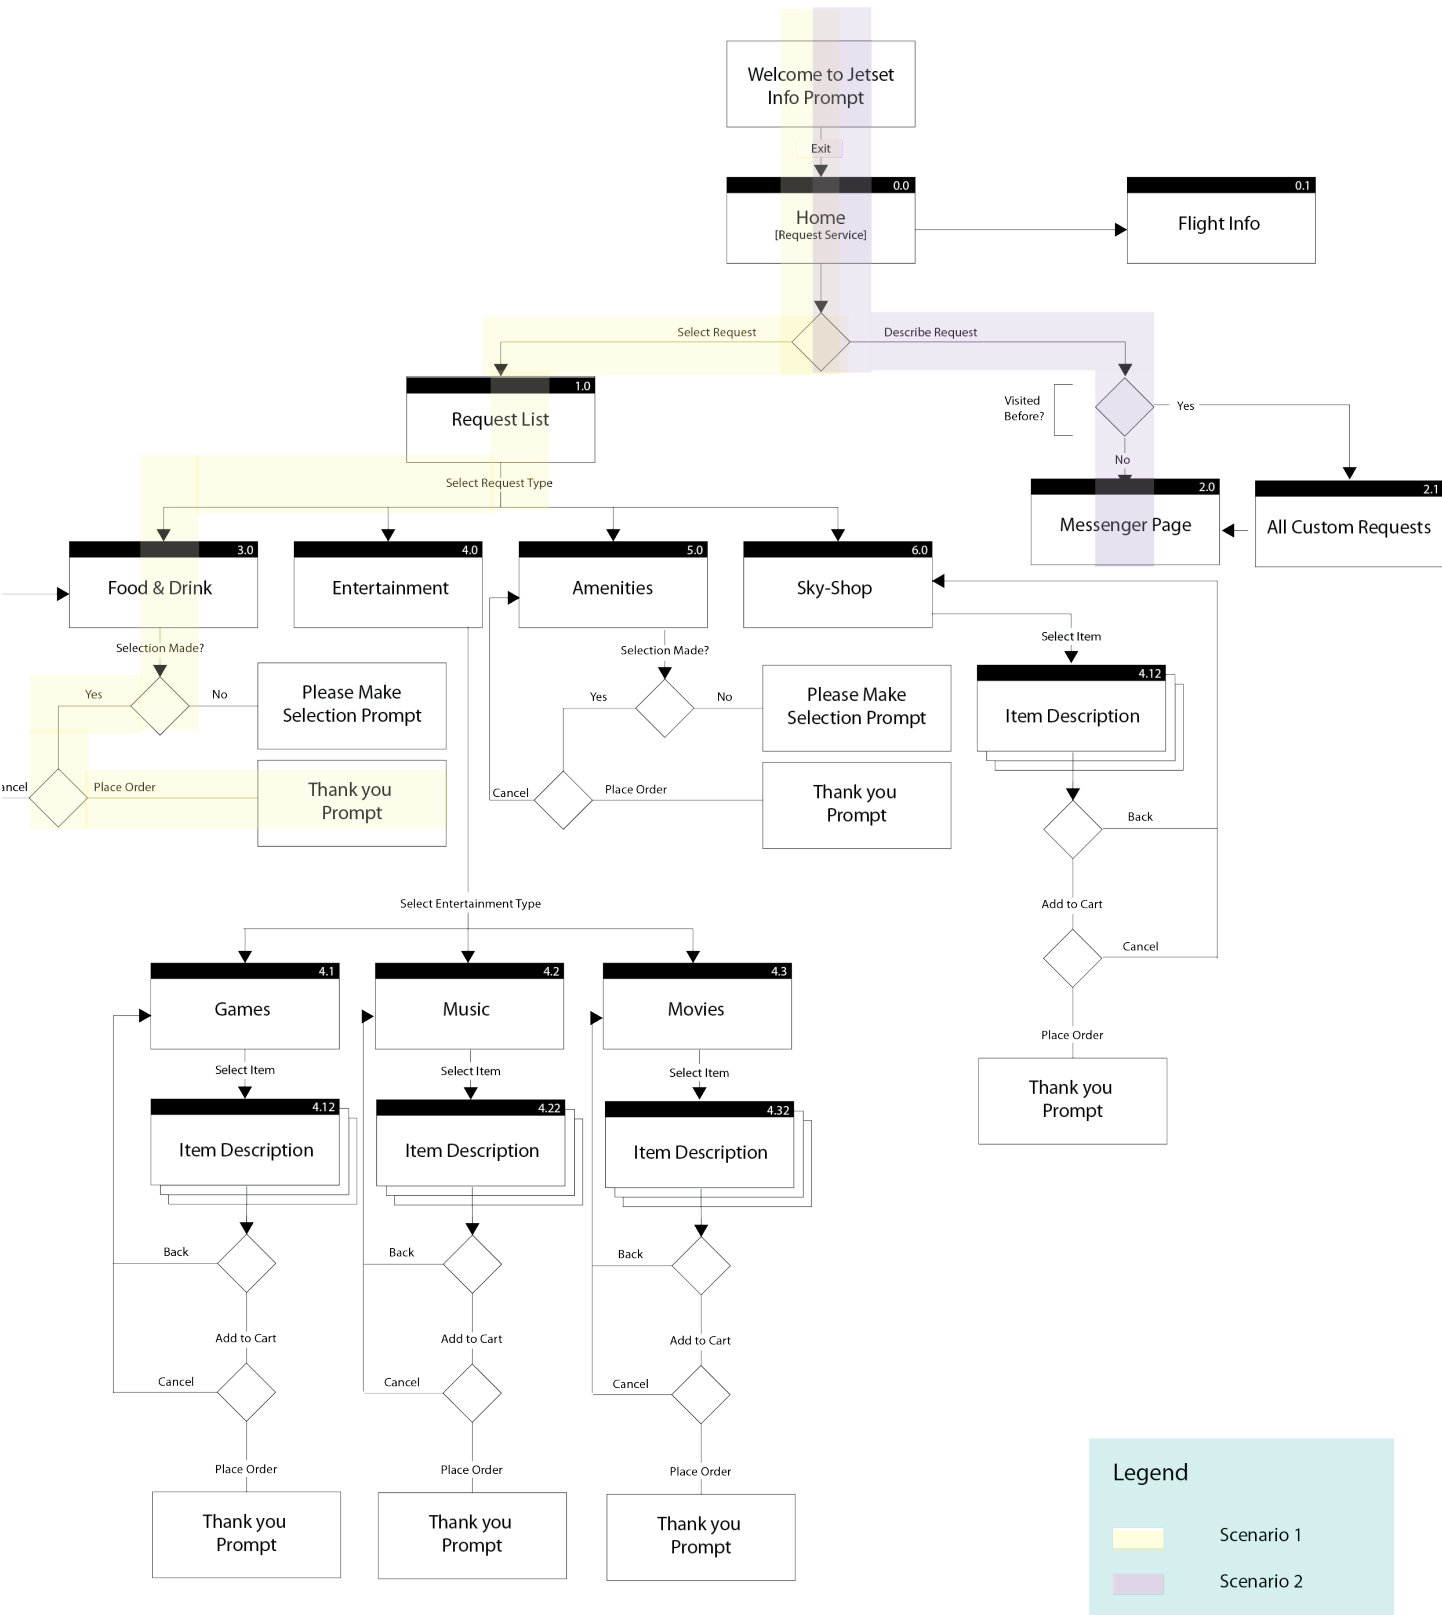 Welcome to Jetset
Info Prompt
Exit
0.0
Home
[Request Service]
0.1
Flight Info
Select Request
Describe Request
1.0
Request List
Visited
Before?
Yes
No
Select Request Type
2.0
Messenger Page
2.1
All Custom Requests
3.0
Food & Drink
4.0
Entertainment
5.0
Amenities
6.0
Sky-Shop
Selection Made?
Yes
No
Please Make
Selection Prompt
ancel
Place Order
Thank you
Prompt
Selection Made?
Yes
No
Please Make
Selection Prompt
Cancel
Place Order
Thank you
Prompt
Select Item
4.12
Item Description
Back
Add to Cart
Cancel
Place Order
Thank you
Prompt
Select Entertainment Type
4.1
Games
4.2
Music
4.3
Movies
Select Item
Select Item
Select Item
4.12
Item Description
4.22
Item Description
4.32
Item Description
Back
Back
Back
Add to Cart
Add to Cart
Add to Cart
Cancel
Cancel
Cancel
Place Order
Place Order
Place Order
Thank you
Prompt
Thank you
Prompt
Thank you
Prompt
Legend
Scenario 1
Scenario 2